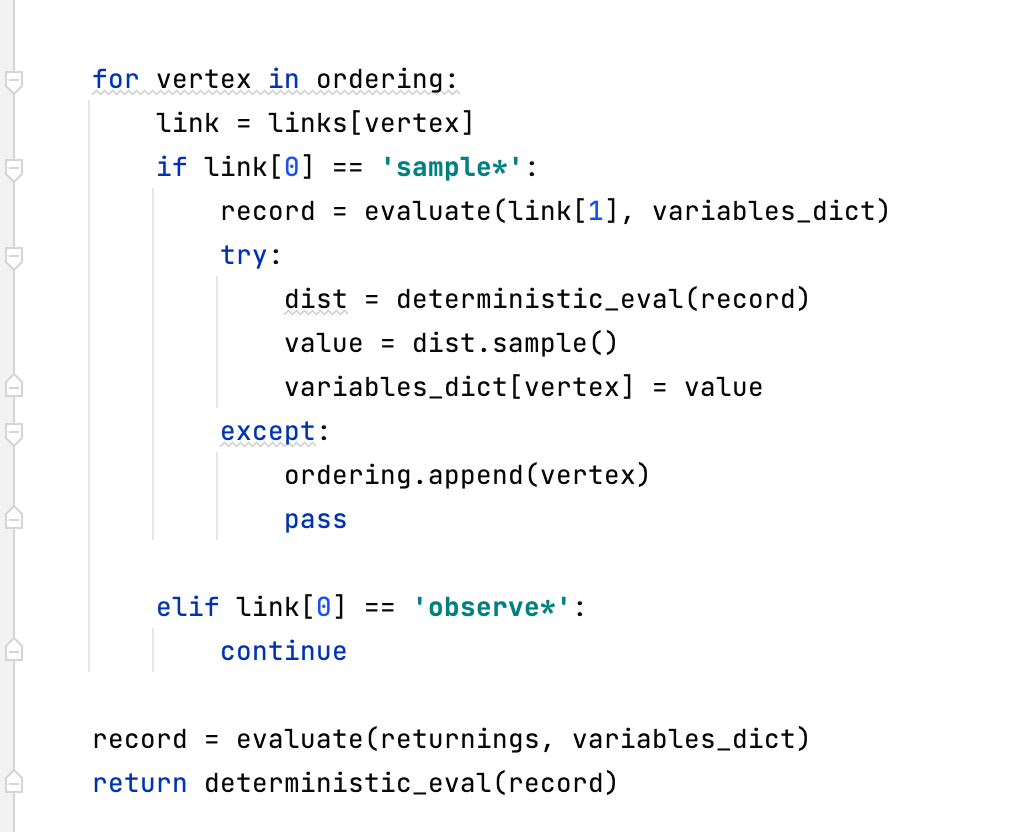 for vertex in ordering:
    link = links[vertex]
    if link[0] == 'sample*':
        record = evaluate(link[1], variables_dict)
        try:
            dist = deterministic_eval(record)
            value = dist.sample()
            variables_dict[vertex] = value
        except:
            ordering.append(vertex)
            pass

    elif link[0] == 'observe*':
        continue

record = evaluate(returnings, variables_dict)
return deterministic_eval(record)